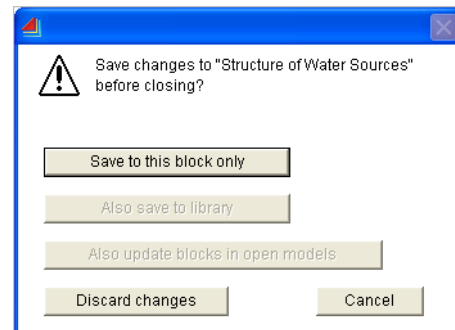 Save changes to "Structure of Water Sources"
before closing?
Save to this block only
Also save to library
Also update blocks in open models
Discard changes
Cancel